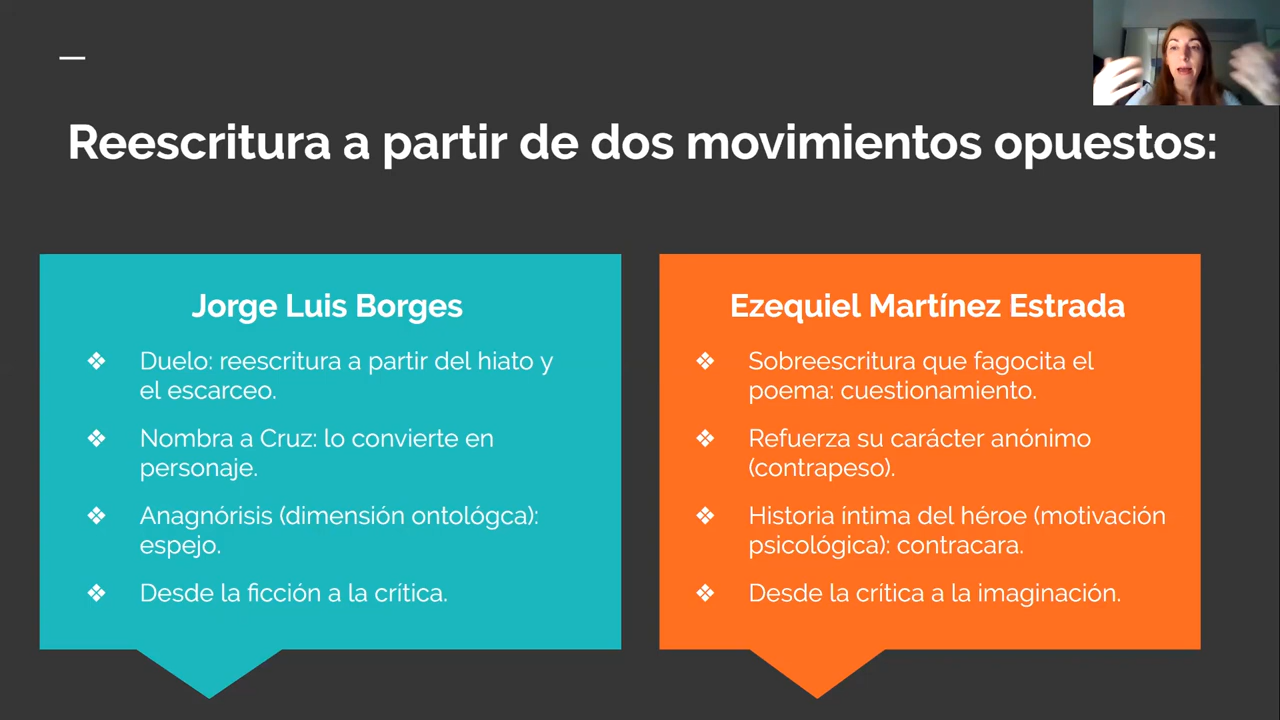 Reescritura a partir de dos movimientos opuestos:
Jorge Luis Borges
❖ Duelo: reescritura a partir del hiato y
el escarceo.
❖ Nombra a Cruz: lo convierte en
personaje.
❖ Anagnórisis (dimensión ontológca):
espejo.
❖ Desde la ficción a la crítica.
Ezequiel Martínez Estrada
❖ Sobreescritura que fagocita el
poema: cuestionamiento.
❖ Refuerza su carácter anónimo
(contrapeso).
❖ Historia íntima del héroe (motivación
psicológica): contracara.
❖ Desde la crítica a la imaginación.